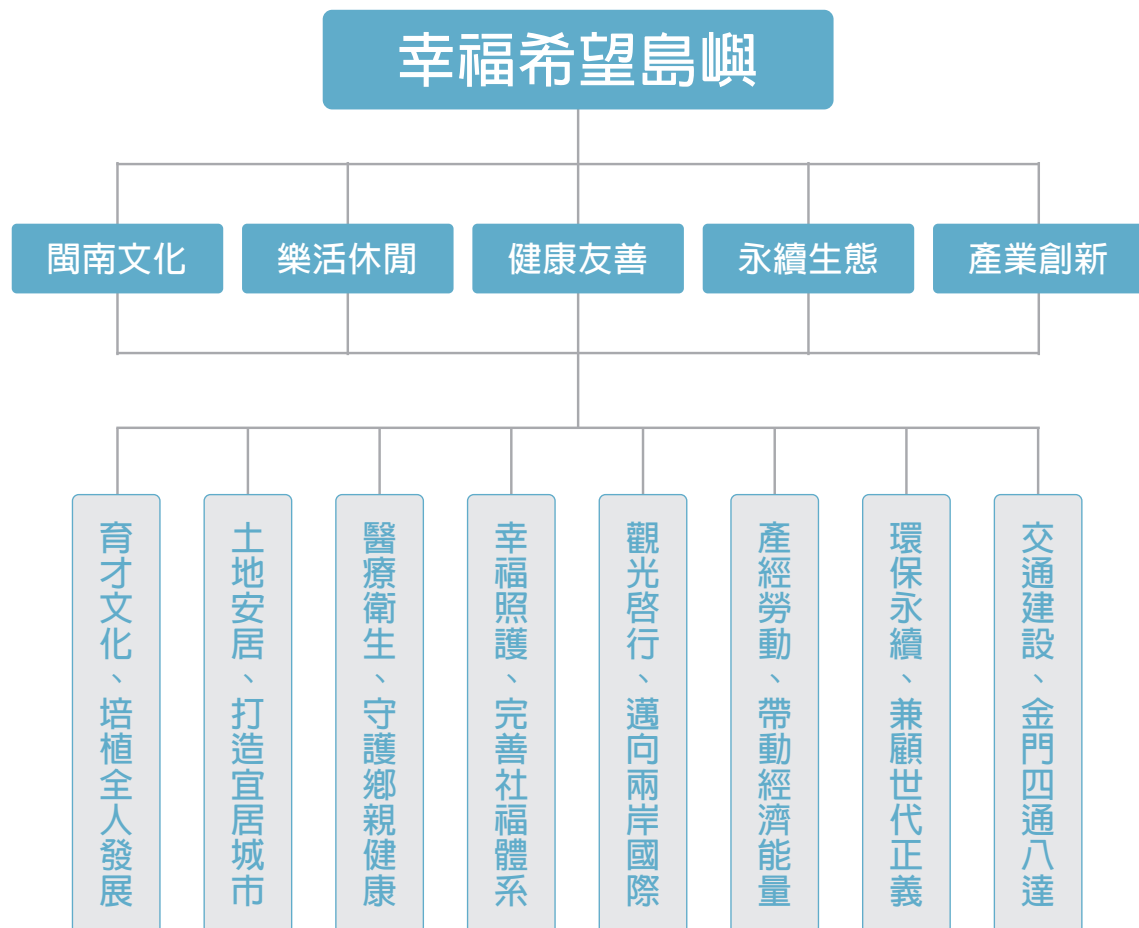 幸福希望島嶼
閩南文化
樂活休閒
健康友善
永續生態
產業創新
育才文化、培植全人發展
土地安居、打造宜居城市
醫療衛生、守護鄉親健康
幸福照護、完善社福體系
觀光啓行、邁向兩岸國際
產經勞動、帶動經濟能量
環保永續、兼顧世代正義
交通建設、金門四通八達